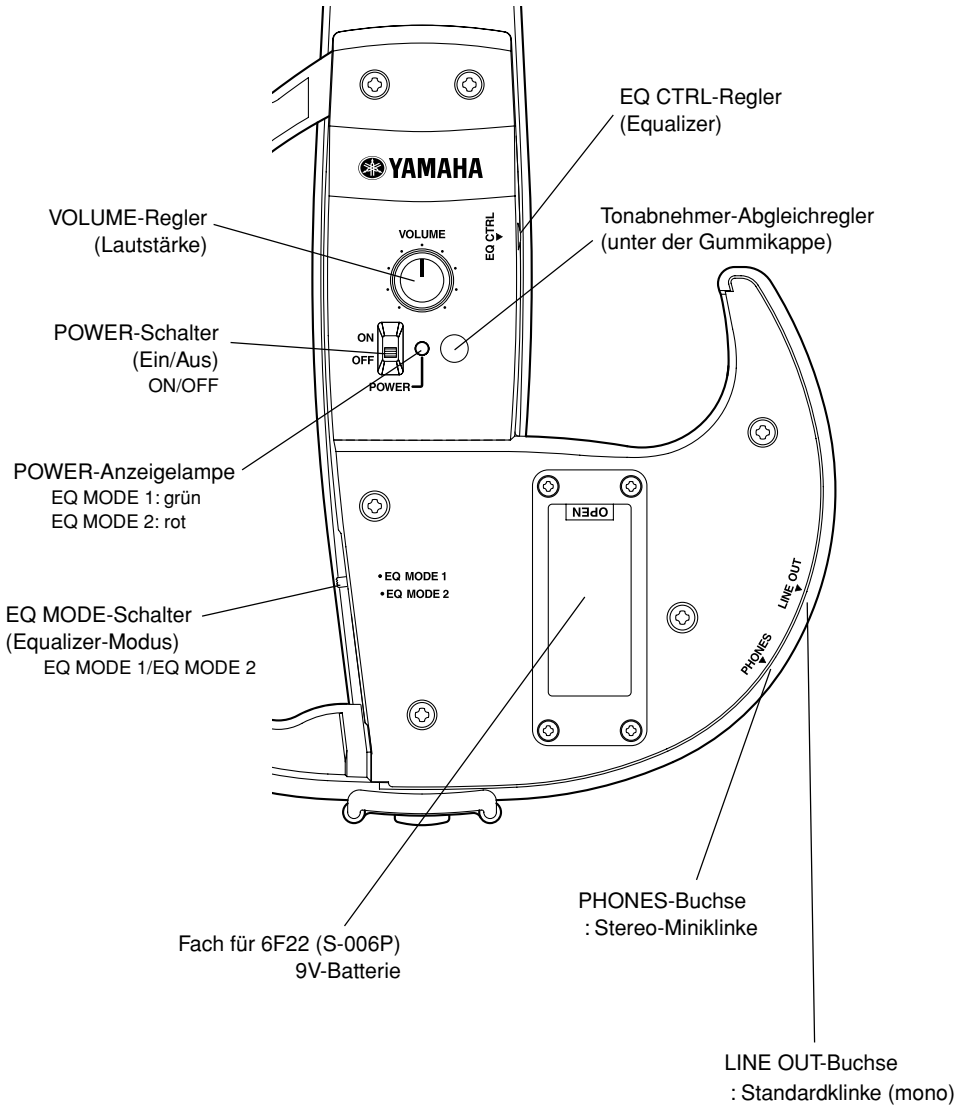 EQ CTRL-Regler
(Equalizer)
YAMAHA
VOLUME-Regler
(Lautstärke)
VOLUME
EQ CTRL
Tonabnehmer-Abgleichregler
(unter der Gummikappe)
POWER-Schalter
(Ein/Aus)
ON/OFF
ON
OFF
POWER
POWER-Anzeigelampe
EQ MODE 1: grün
EQ MODE 2: rot
OPEN
• EQ MODE 1
• EQ MODE 2
LINE OUT
PHONES
EQ MODE-Schalter
(Equalizer-Modus)
EQ MODE 1/EQ MODE 2
PHONES-Buchse
: Stereo-Miniklinke
Fach für 6F22 (S-006P)
9V-Batterie
LINE OUT-Buchse
: Standardklinke (mono)